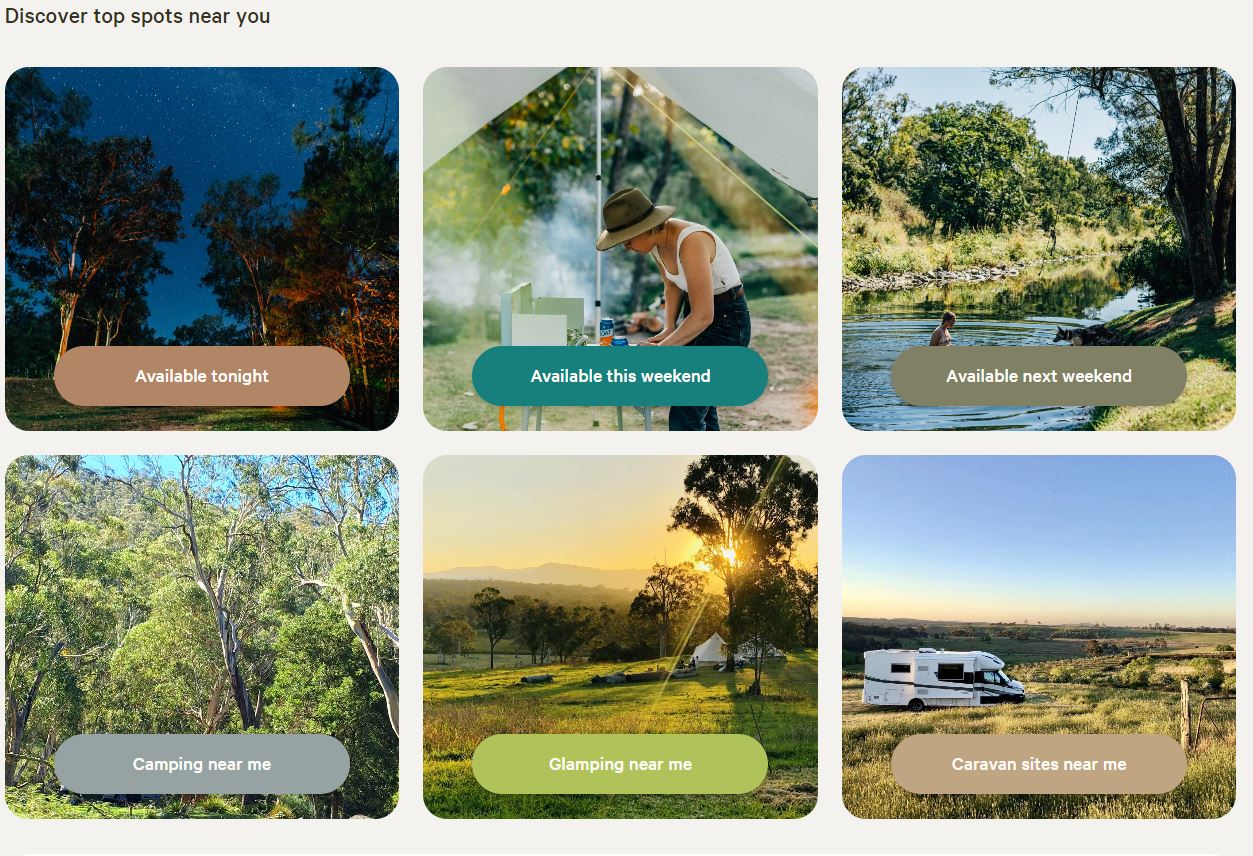 Discover top spots near you
Available tonight
Available this weekend
Available next weekend
Camping near me
Glamping near me
Caravan sites near me